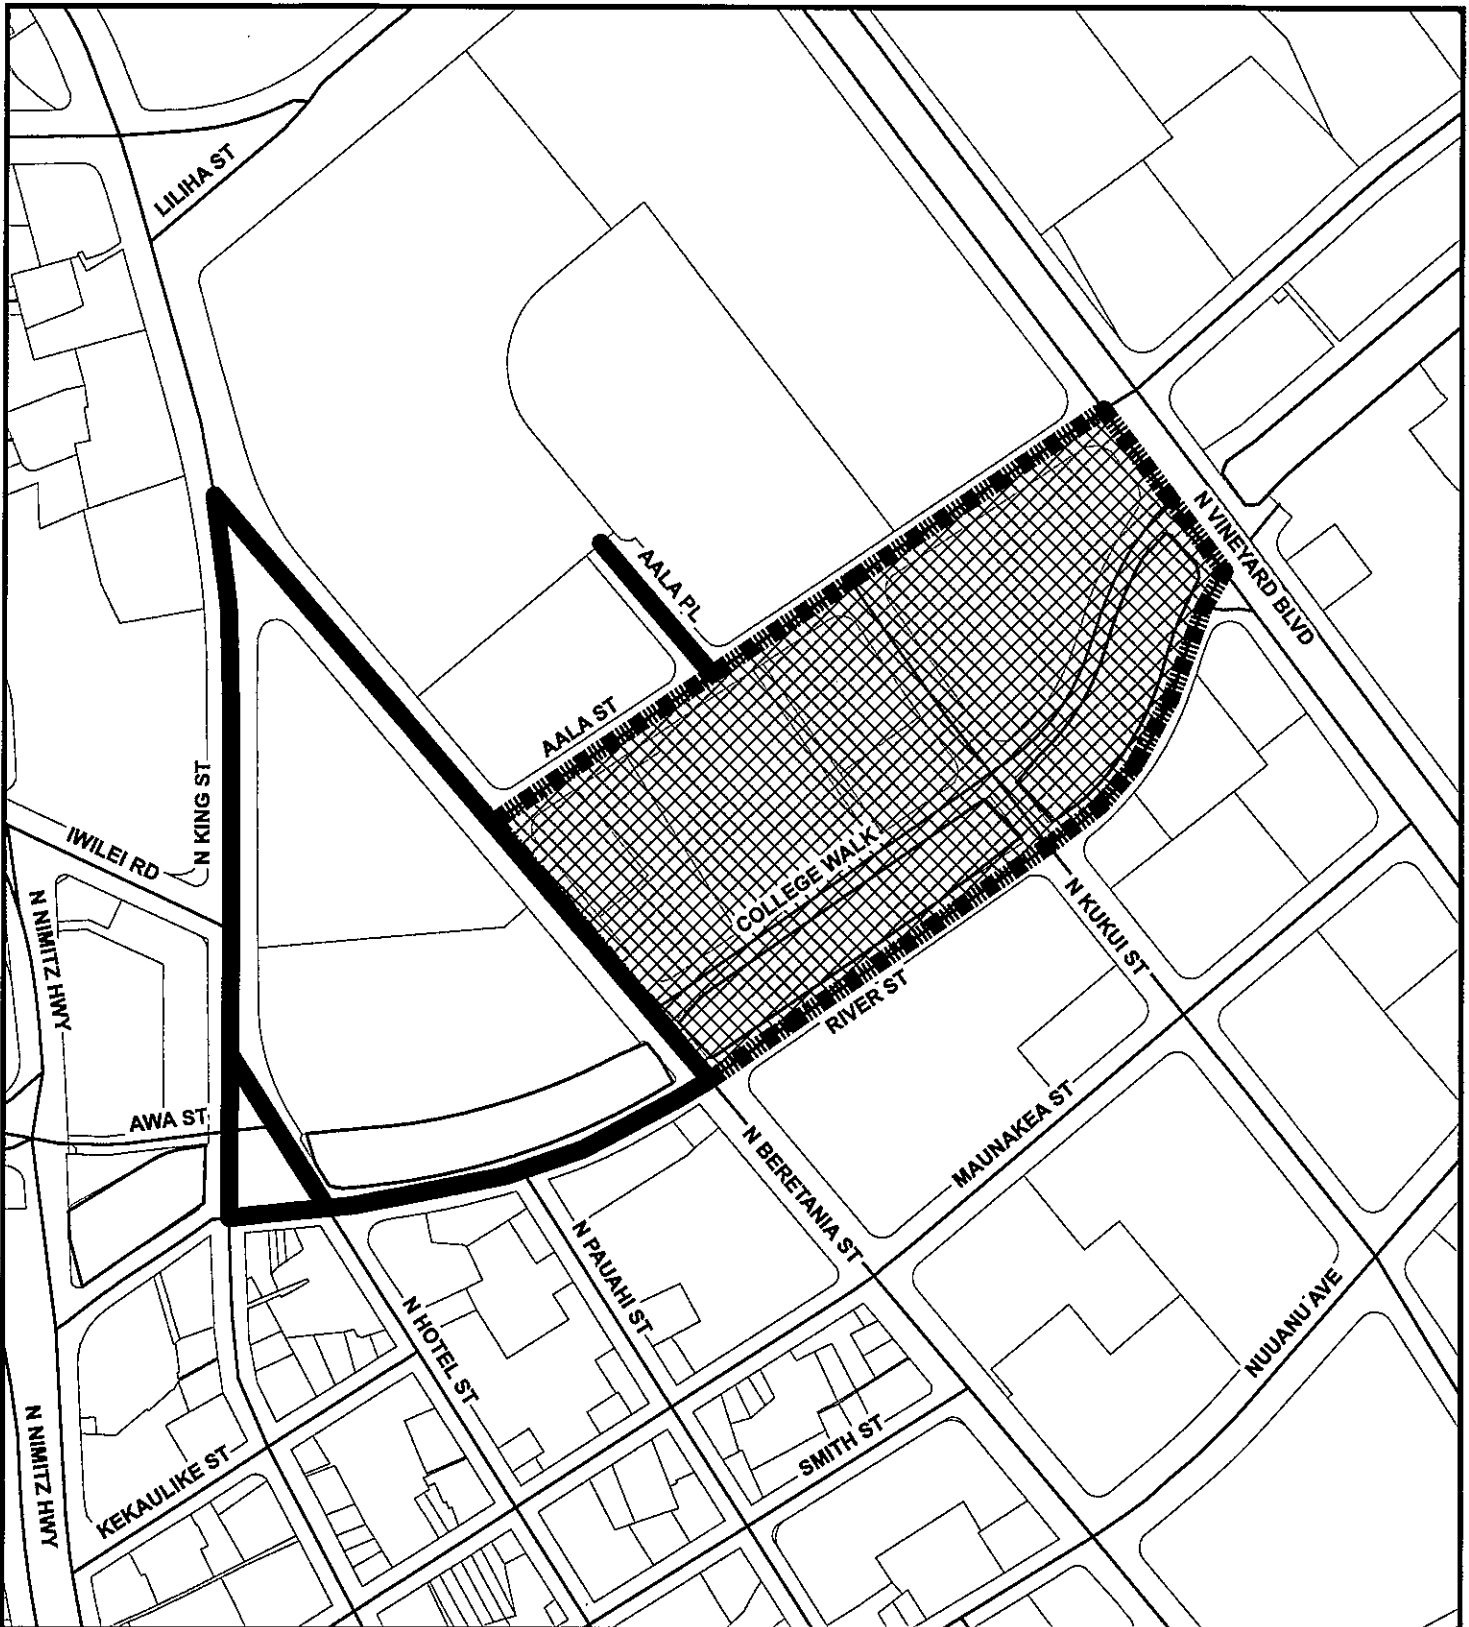 LILIHA ST
AALA PL
N VINEYARD BLVD
AALA ST
N KING ST
IWILEI RD
COLLEGE WALK
N KUKUI ST
N NIMITZ HWY
RIVER ST
AWA ST
MAUNAKEA ST
N BERETANIA ST
N PAUAHI ST
NUUANU AVE
N HOTEL ST
SMITH ST
N NIMITZ HWY
KEKAULIKE ST